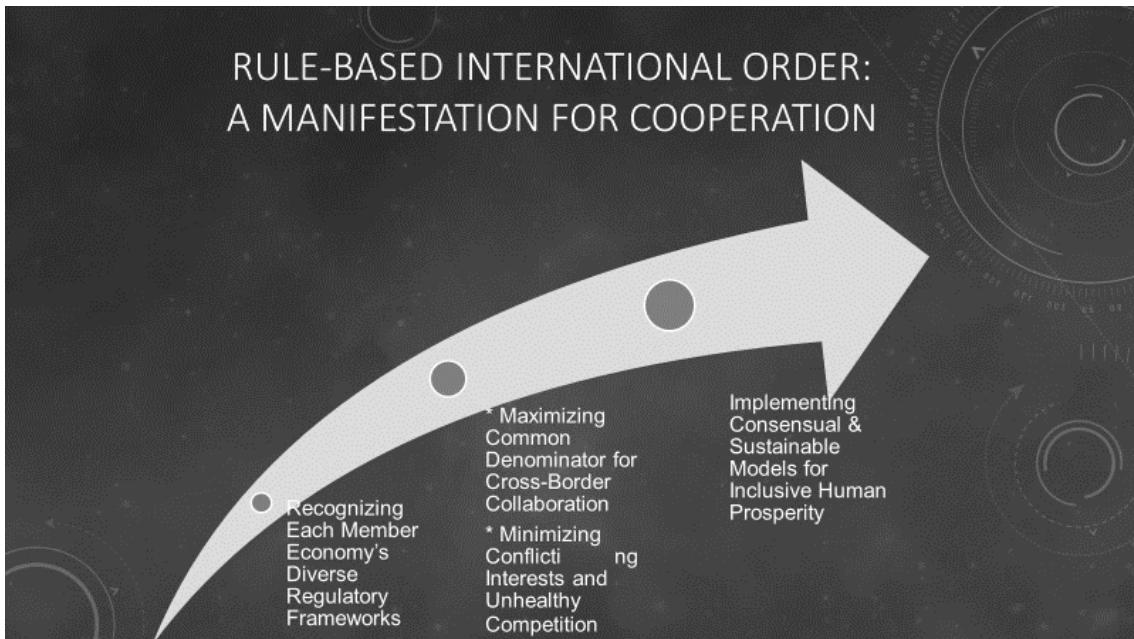 RULE-BASED INTERNATIONAL ORDER:
A MANIFESTATION FOR COOPERATION
Recognizing
Each Member
Economy's
Diverse
Regulatory
Frameworks
* Maximizing
Common
Denominator for
Cross-Border
Collaboration
* Minimizing
Conflicti ng
Interests and
Unhealthy
Competition
Implementing
Consensual &
Sustainable
Models for
Inclusive Human
Prosperity